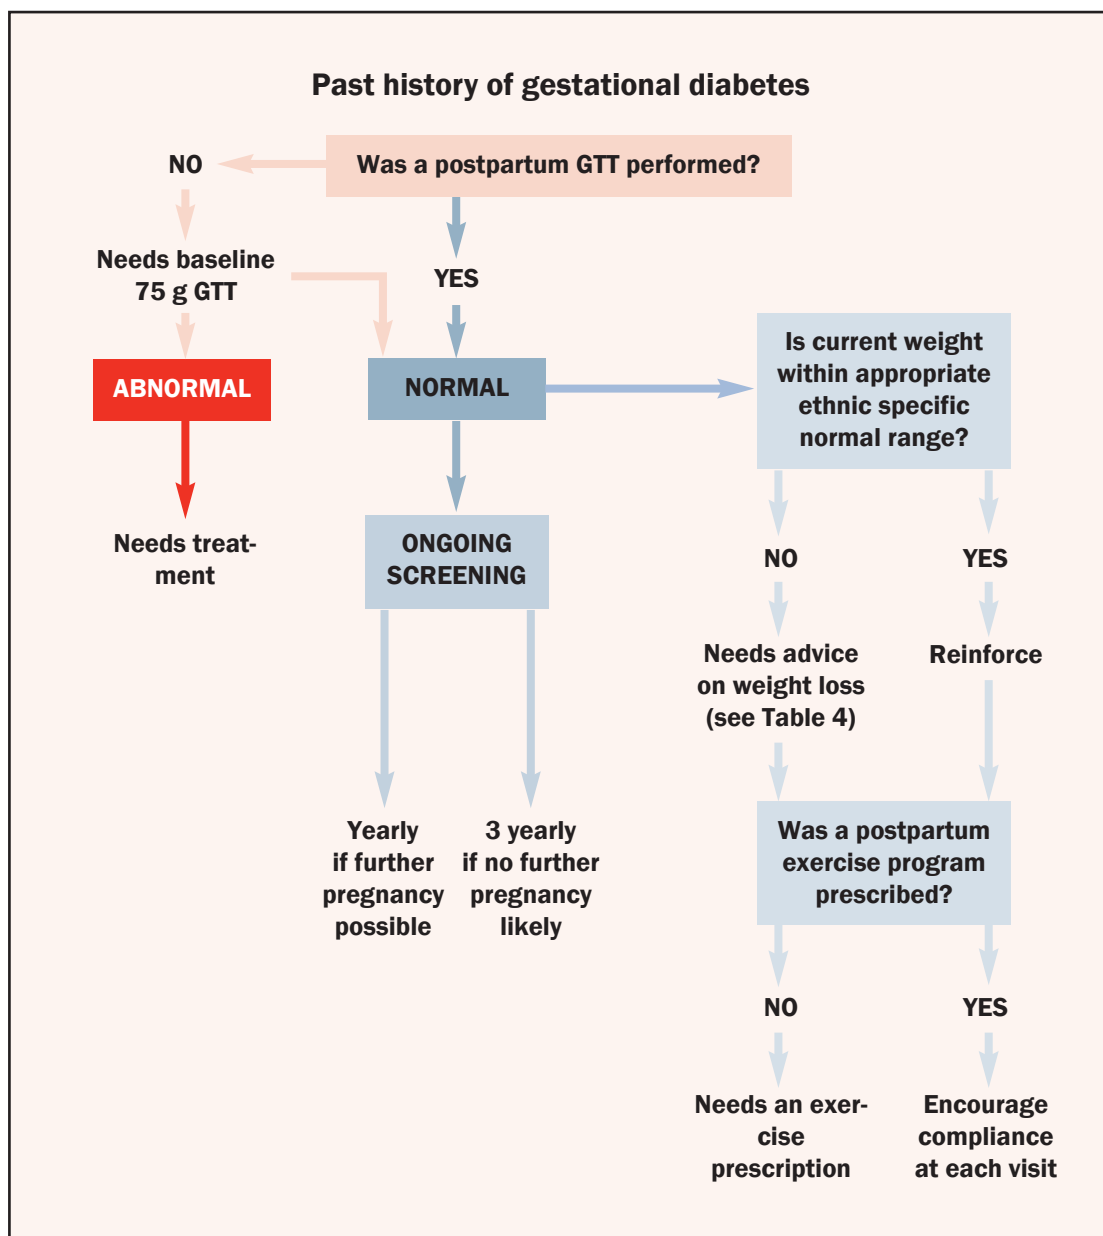 Past history of gestational diabetes
Was a postpartum GTT performed?
NO
Needs baseline
75 g GTT
YES
ABNORMAL
NORMAL
Is current weight
within appropriate
ethnic specific
normal range?
Needs treat-
ment
ONGOING
SCREENING
NO
YES
Needs advice
on weight loss
(see Table 4)
Reinforce
Yearly
if further
pregnancy
possible
3 yearly
if no further
pregnancy
likely
Was a postpartum
exercise program
prescribed?
NO
YES
Needs an exer-
cise
prescription
Encourage
compliance
at each visit